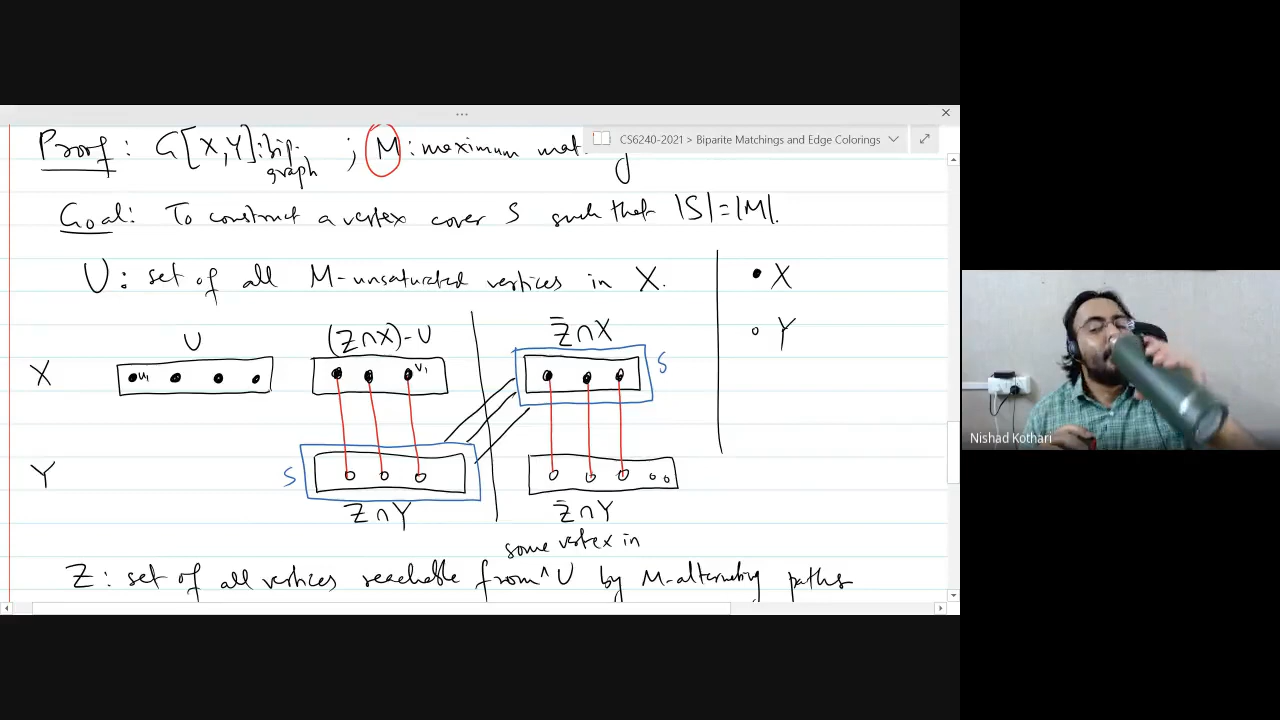 CS6240-2021 > Biparite Matchings and Edge Colorings
Proof: G[X,Y]: bip. graph ; M: maximum mat
Goal: To construct a vertex cover S such that |S| = |M|.
U: set of all M-unsaturated vertices in X.
• X
∘ Y
U (Z∩X)-U Z̄∩X
X u₁ v₁ S
Y S
Z∩Y Z̄∩Y
some vertex in
Z: set of all vertices reachable from ^ U by M-alternating paths
Nishad Kothari